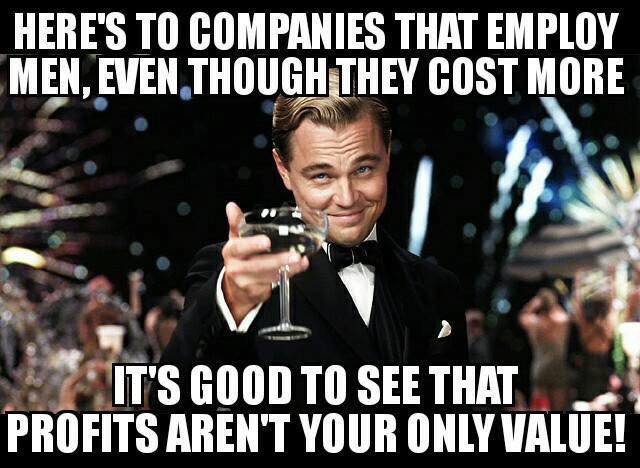 HERE'S TO COMPANIES THAT EMPLOY
MEN, EVEN THOUGH THEY COST MORE
IT'S GOOD TO SEE THAT
PROFITS AREN'T YOUR ONLY VALUE!